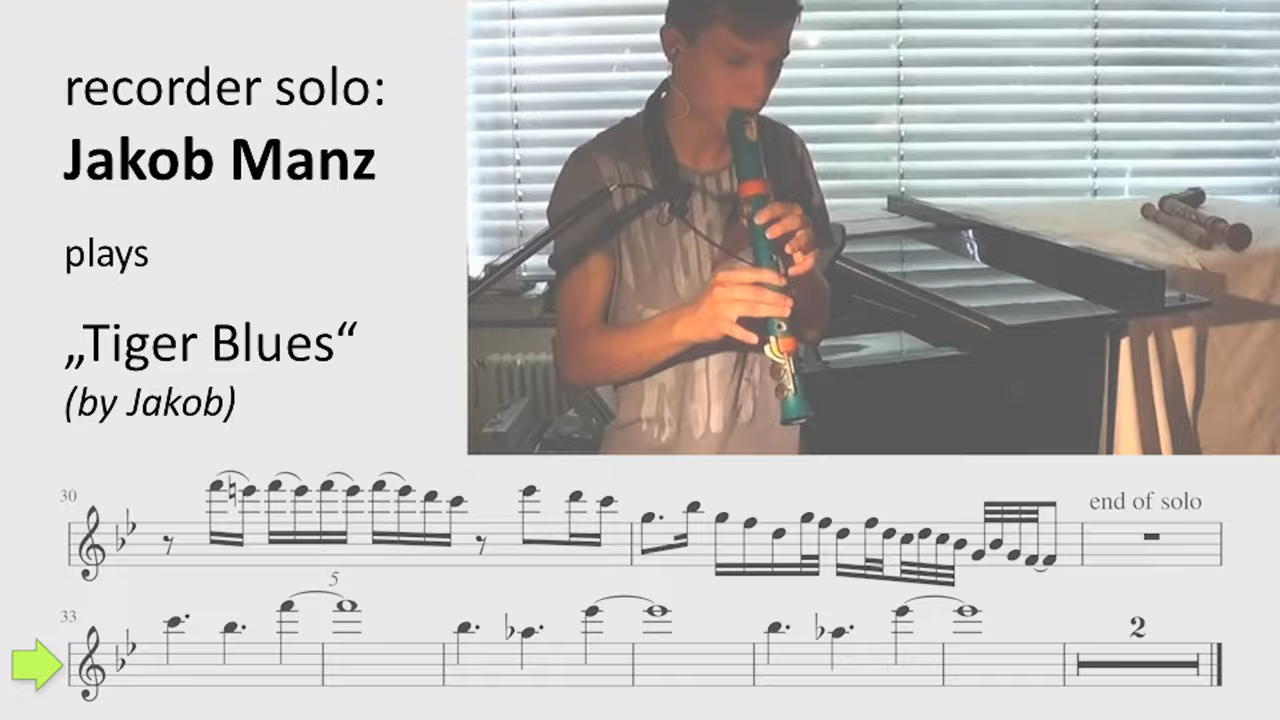 recorder solo:
Jakob Manz
plays
„Tiger Blues“
(by Jakob)
30
end of solo
5
33
2